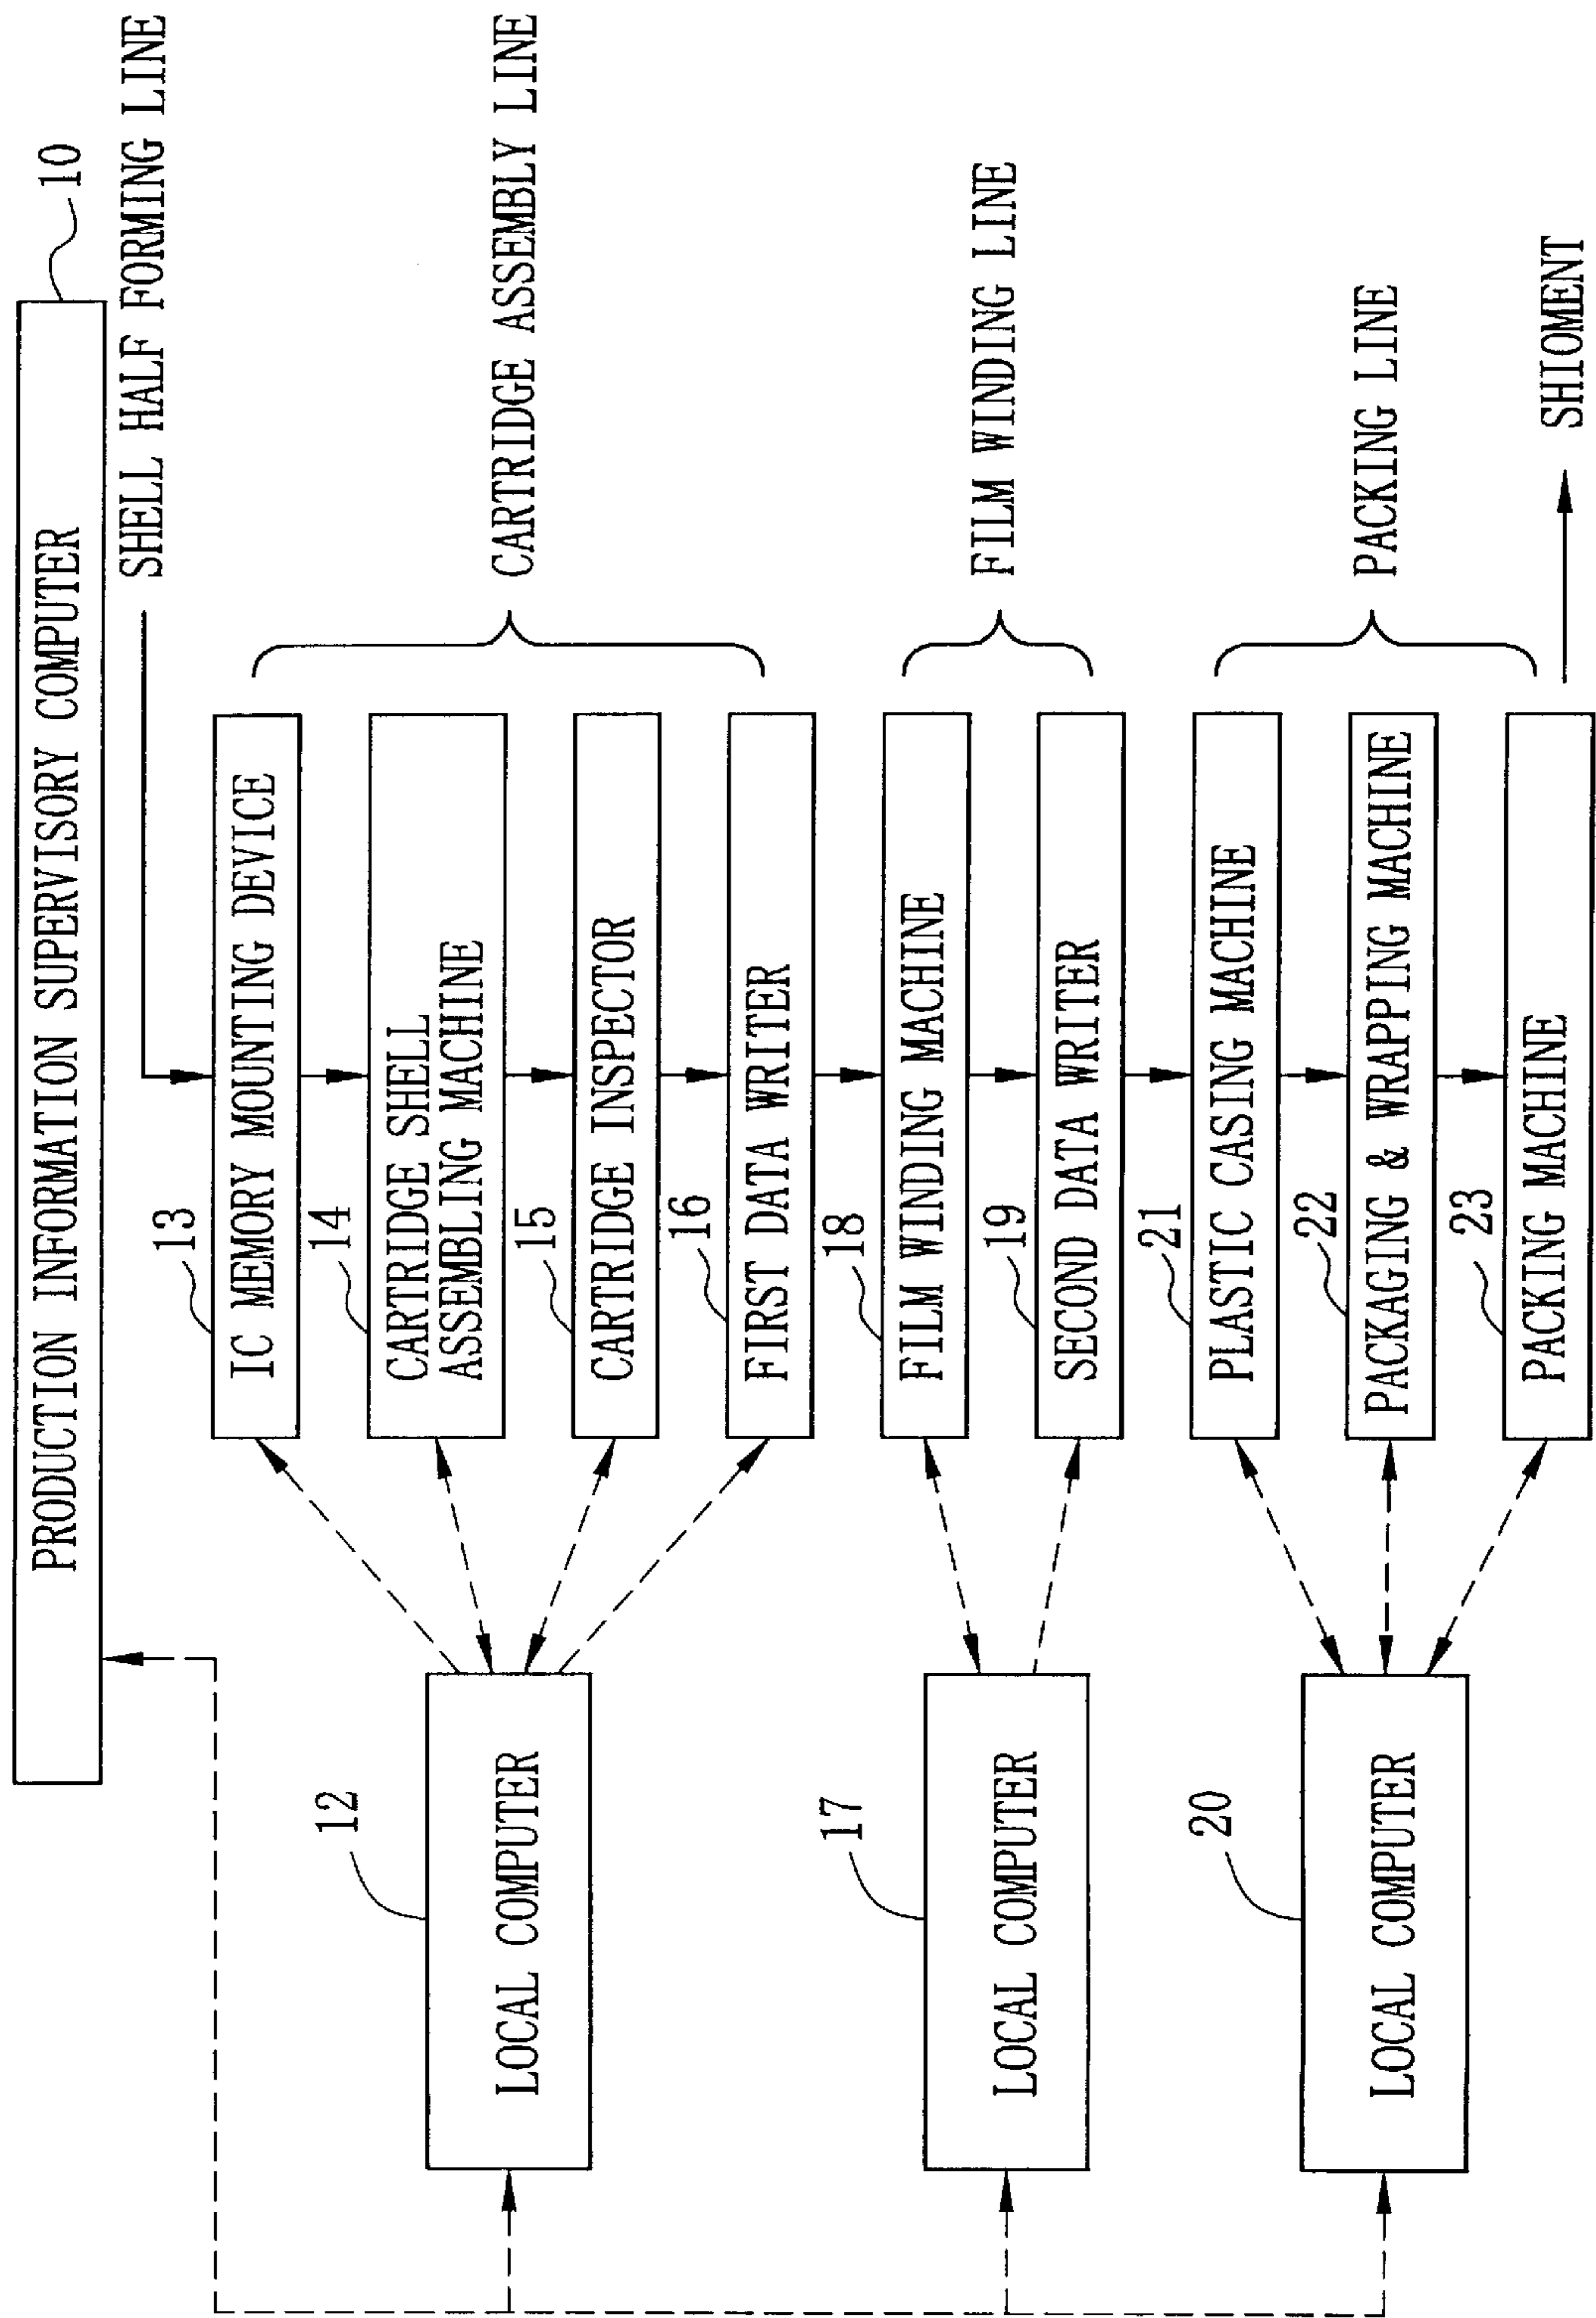 PRODUCTION INFORMATION SUPERVISORY COMPUTER
10
SHELL HALF FORMING LINE
13
IC MEMORY MOUNTING DEVICE
14
CARTRIDGE SHELL
ASSEMBLING MACHINE
15
CARTRIDGE INSPECTOR
16
FIRST DATA WRITER
CARTRIDGE ASSEMBLY LINE
12
LOCAL COMPUTER
18
FILM WINDING MACHINE
19
SECOND DATA WRITER
FILM WINDING LINE
17
LOCAL COMPUTER
21
PLASTIC CASING MACHINE
22
PACKAGING & WRAPPING MACHINE
23
PACKING MACHINE
PACKING LINE
20
LOCAL COMPUTER
SHIOMENT